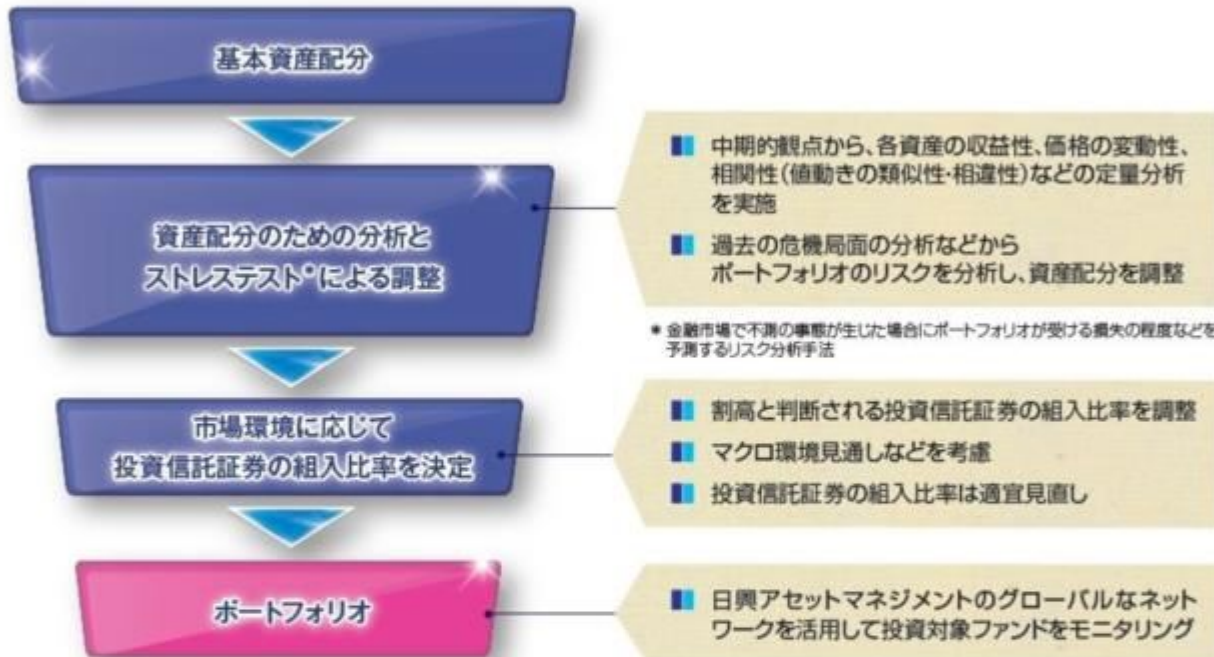 基本資産配分
資産配分のための分析と
ストレステスト*による調整
■ 中期的観点から、各資産の収益性、価格の変動性、
相関性(値動きの類似性・相違性)などの定量分析
を実施
■ 過去の危機局面の分析などから
ポートフォリオのリスクを分析し、資産配分を調整
* 金融市場で不測の事態が生じた場合にポートフォリオが受ける損失の程度などを
予測するリスク分析手法
市場環境に応じて
投資信託証券の組入比率を決定
■ 割高と判断される投資信託証券の組入比率を調整
■ マクロ環境見通しなどを考慮
■ 投資信託証券の組入比率は適宜見直し
ポートフォリオ
■ 日興アセットマネジメントのグローバルなネット
ワークを活用して投資対象ファンドをモニタリング